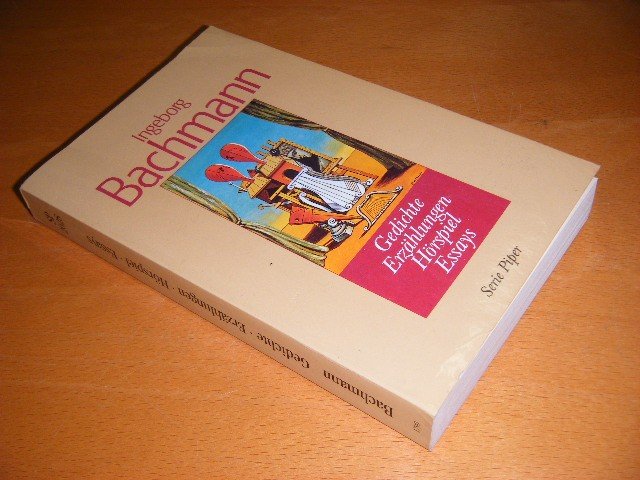 Ingeborg
Bachmann
Gedichte
Erzählungen
Hörspiel
Essays
Serie Piper
Bachmann Gedichte · Erzählungen · Hörspiel · Essays